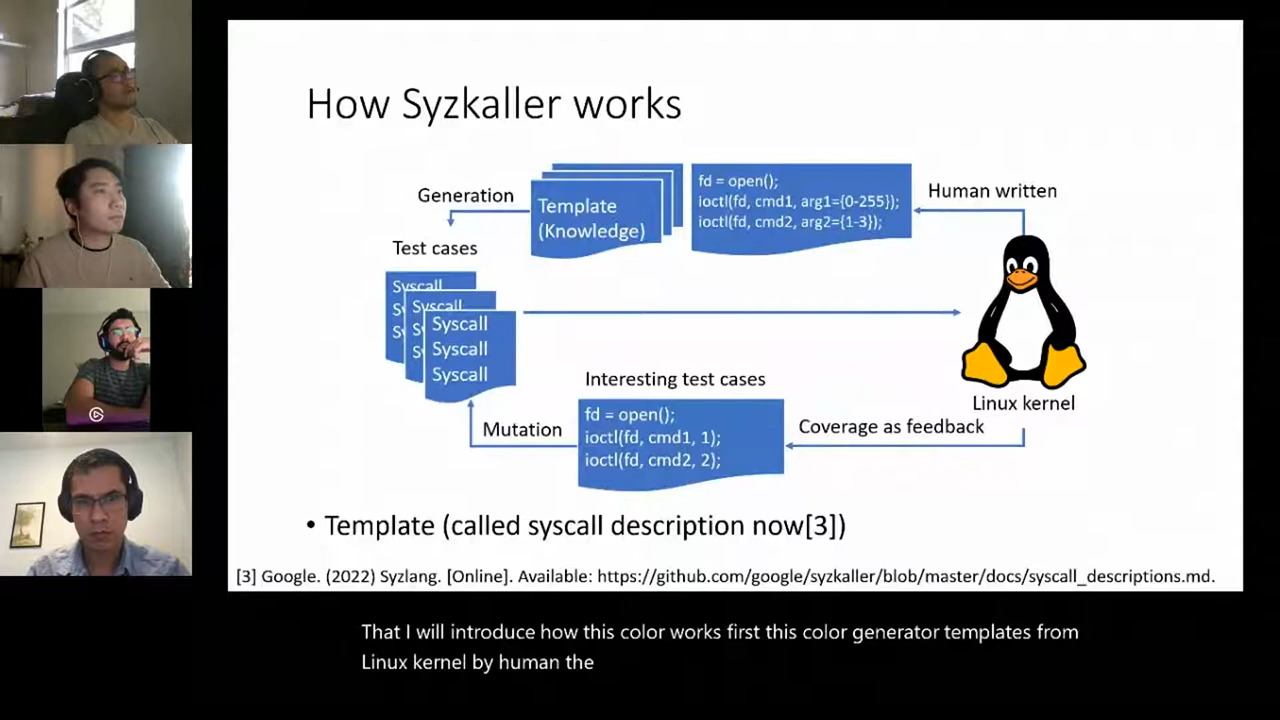 How Syzkaller works
Generation
Template
(Knowledge)
fd = open();
ioctl(fd, cmd1, arg1={0-255});
ioctl(fd, cmd2, arg2={1-3});
Human written
Test cases
Syscall
Syscall
Syscall
Syscall
Syscall
Interesting test cases
fd = open();
ioctl(fd, cmd1, 1);
ioctl(fd, cmd2, 2);
Mutation
Coverage as feedback
Linux kernel
• Template (called syscall description now[3])
[3] Google. (2022) Syzlang. [Online]. Available: https://github.com/google/syzkaller/blob/master/docs/syscall_descriptions.md.
That I will introduce how this color works first this color generator templates from
Linux kernel by human the